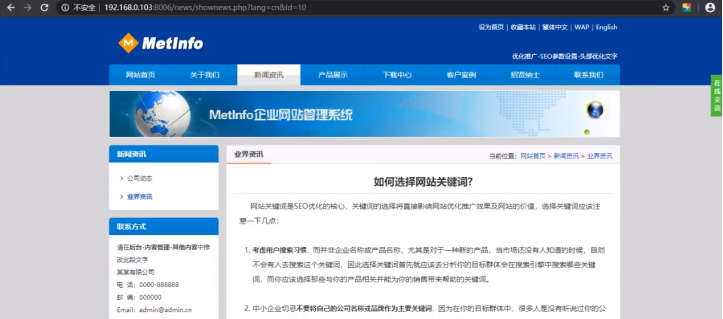 不安全 | 192.168.0.103:8006/news/shownews.php?lang=cn&id=10
设为首页 | 收藏本站 | 繁体中文 | WAP | English
MetInfo
优化推广-SEO参数设置-头部优化文字
网站首页 关于我们 新闻资讯 产品展示 下载中心 客户案例 招贤纳士 联系我们
在线交流
MetInfo企业网站管理系统
新闻资讯
公司动态
业界资讯
联系方式
请在后台-内容管理-其他内容中修
改此段文字
某某有限公司
电 话：0000-888888
邮 编：000000
Email：admin@admin.cn
业界资讯
当前位置：网站首页 > 新闻资讯 > 业界资讯
如何选择网站关键词?
网站关键词是SEO优化的核心，关键词的选择将直接影响网站优化推广效果及网站的价值，选择关键词应该注
意一下几点：
1. 考虑用户搜索习惯，而并非企业名称或产品名称，尤其是对于一种新的产品，当市场还没有人知道的时候，自然
不会有人去搜索这个关键词，因此选择关键词首先就应该去分析你的目标群体会在搜索引擎中搜索哪些关键
词，而你应该选择那些与你的产品相关并能为你的销售带来帮助的关键词。
2. 中小企业切忌不要将自己的公司名称或品牌作为主要关键词，因为在你的目标群体中，很多人是没有听说过你的公